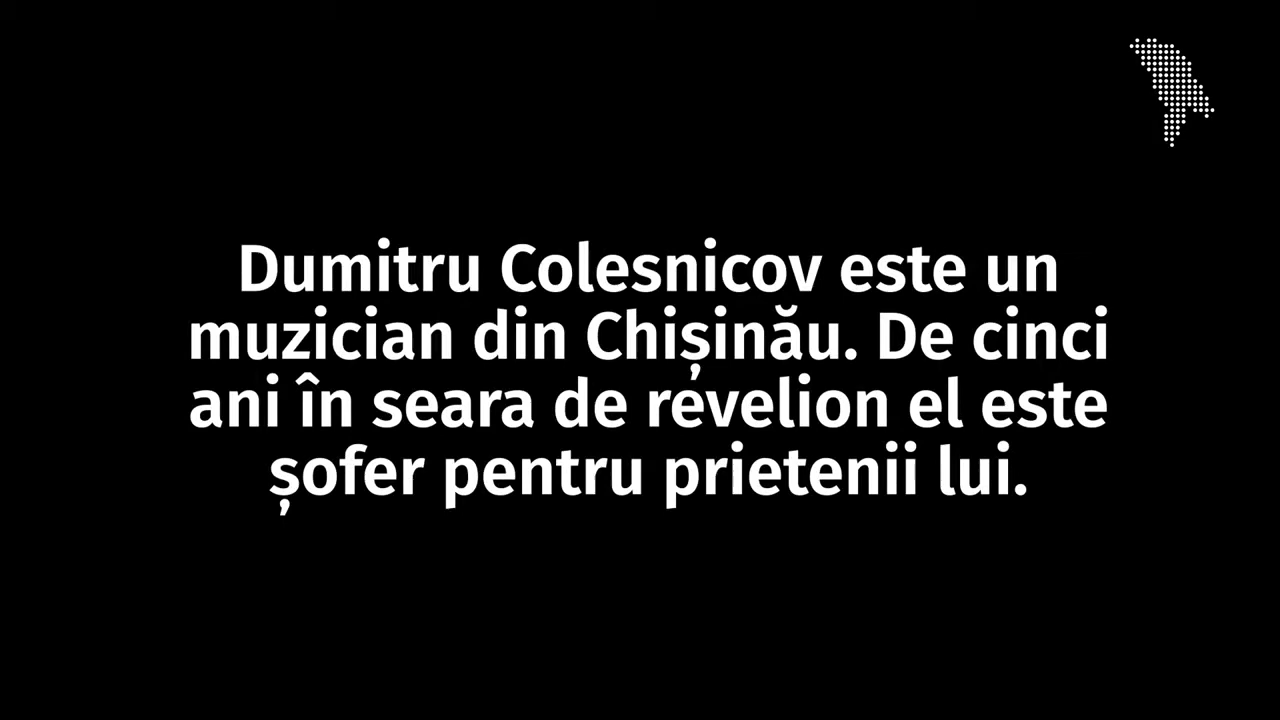 Dumitru Colesnicov este un
muzician din Chișinău. De cinci
ani în seara de revelion el este
șofer pentru prietenii lui.